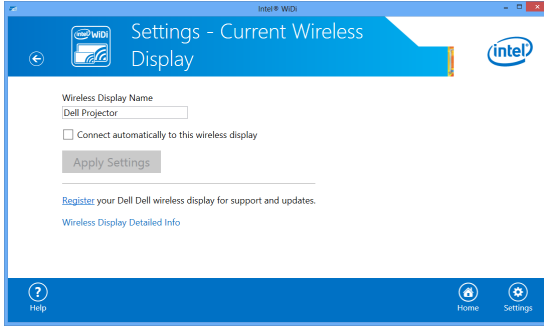 Intel® WiDi
intel WiDi
Settings - Current Wireless
Display
intel
Wireless Display Name
Dell Projector
Connect automatically to this wireless display
Apply Settings
Register your Dell Dell wireless display for support and updates.
Wireless Display Detailed Info
?
Help
Home
Settings